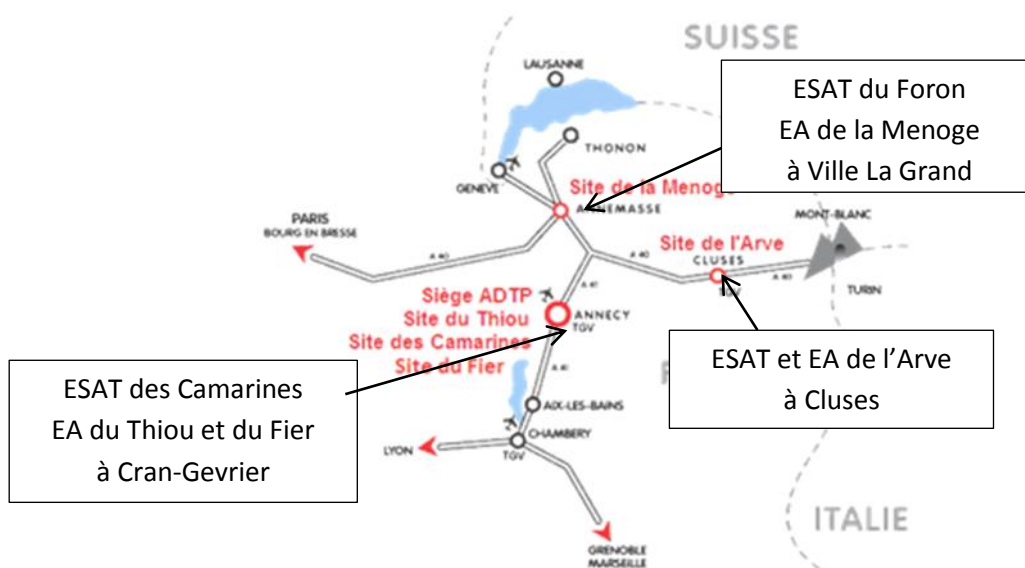 SUISSE
LAUSANNE
ESAT du Foron
EA de la Menoge
à Ville La Grand
THONON
GENEVE
Site de la Menoge
ANNEMASSE
PARIS
BOURG EN BRESSE
MONT-BLANC
Site de l'Arve
CLUSES
A 40
A 40
A 40
TGV
TURIN
A 41
Siège ADTP
Site du Thiou
ANNECY
TGV
Site des Camarines
Site du Fier
ESAT et EA de l’Arve
à Cluses
A 41
ESAT des Camarines
EA du Thiou et du Fier
à Cran-Gevrier
AIX-LES-BAINS
CHAMBERY
LYON
TGV
ITALIE
GRENOBLE
MARSEILLE